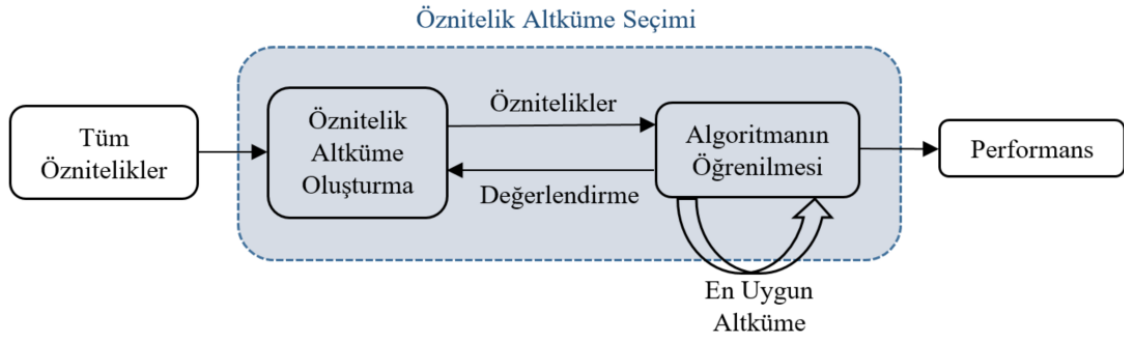 Öznitelik Altküme Seçimi
Tüm
Öznitelikler
Öznitelik
Altküme
Oluşturma
Öznitelikler
Değerlendirme
Algoritmanın
Öğrenilmesi
En Uygun
Altküme
Performans